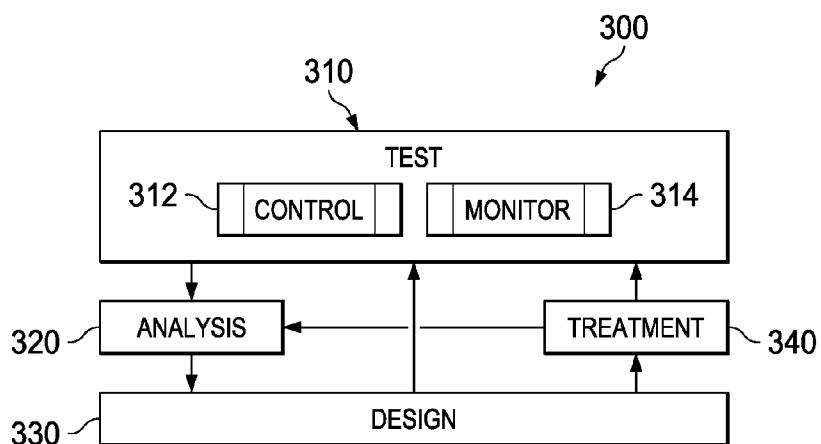 300
310
TEST
312 CONTROL MONITOR 314
320 ANALYSIS TREATMENT 340
330 DESIGN